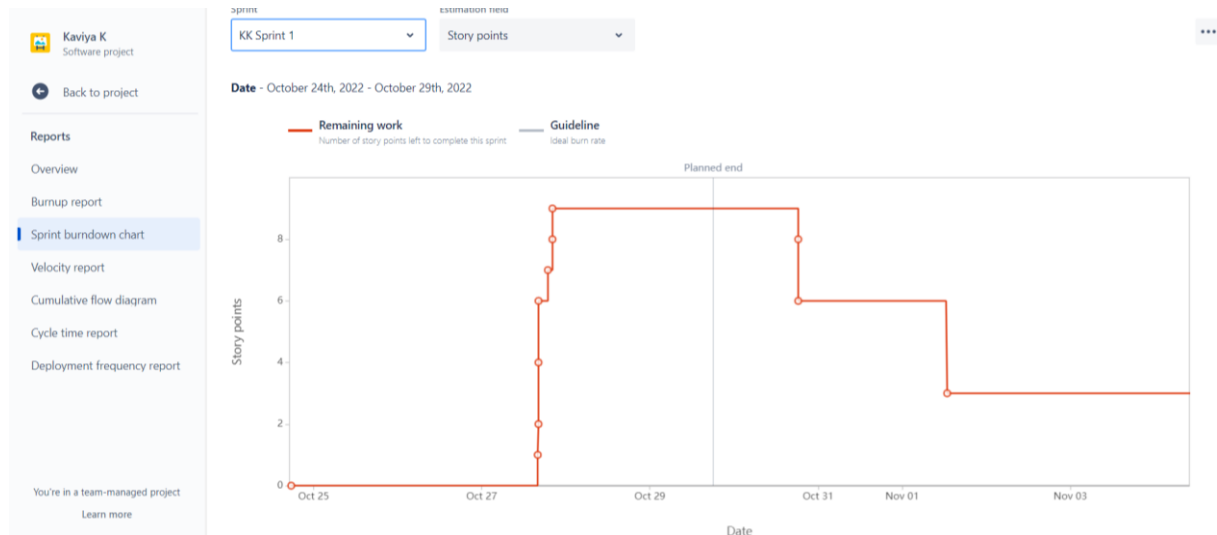 Sprint
Estimation field
Kaviya K
Software project
KK Sprint 1
Story points
Back to project
Date - October 24th, 2022 - October 29th, 2022
Reports
Remaining work
Number of story points left to complete this sprint
Guideline
Ideal burn rate
Overview
Burnup report
Sprint burndown chart
Velocity report
Cumulative flow diagram
Cycle time report
Deployment frequency report
You're in a team-managed project
Learn more
Planned end
Story points
8
6
4
2
0
Oct 25
Oct 27
Oct 29
Oct 31
Nov 01
Nov 03
Date